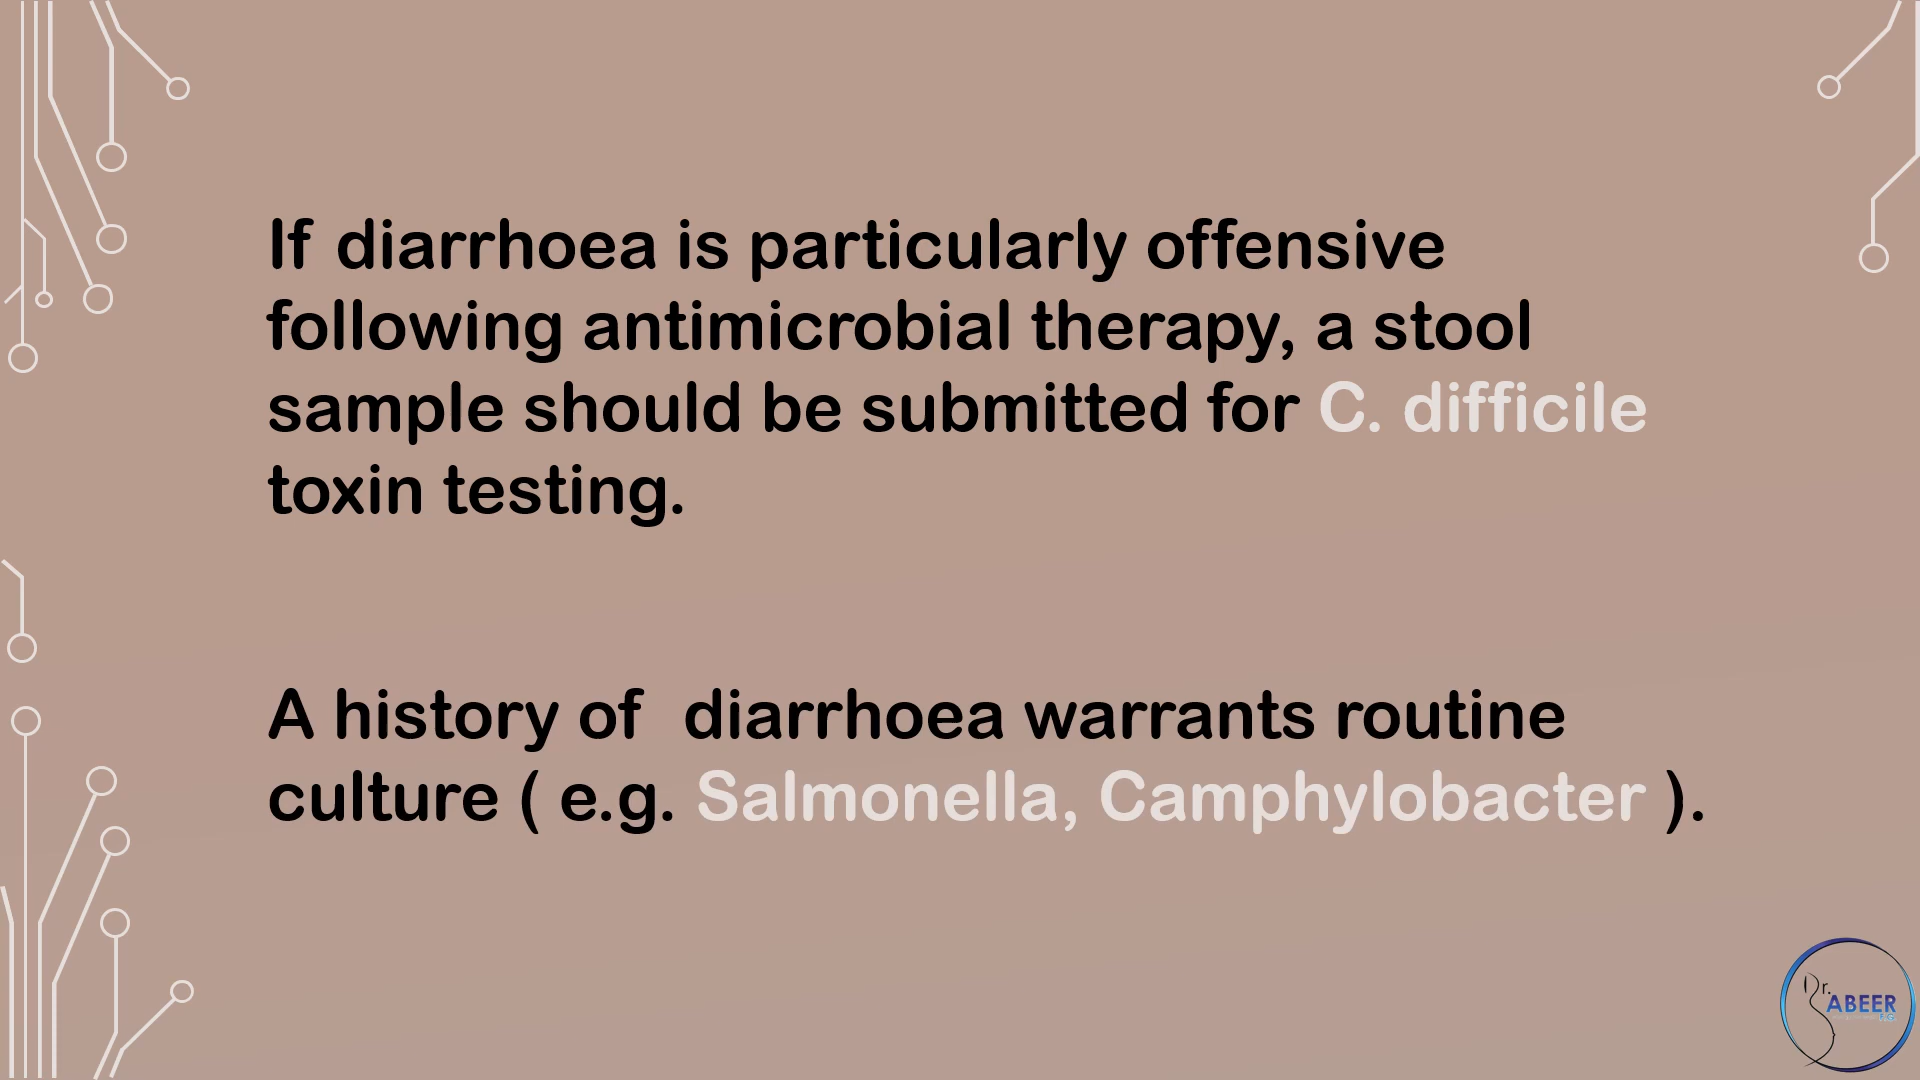 If diarrhoea is particularly offensive
following antimicrobial therapy, a stool
sample should be submitted for C. difficile
toxin testing.
A history of diarrhoea warrants routine
culture ( e.g. Salmonella, Camphylobacter ).
Dr.
ABEER
F.G.